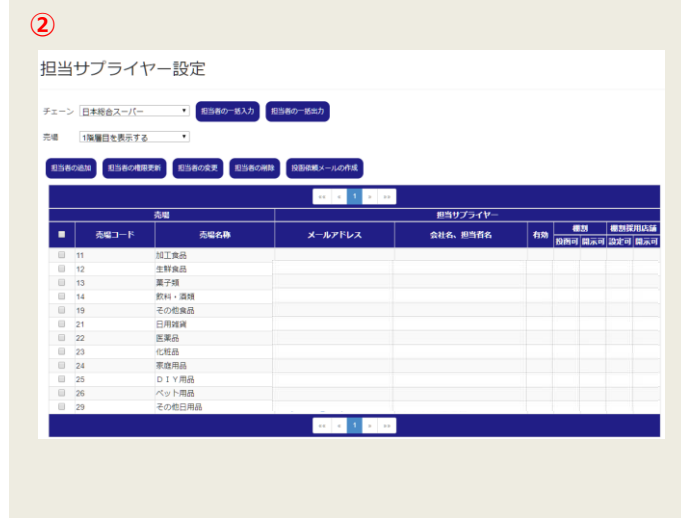 ②
担当サプライヤー設定
チェーン 日本総合スーパー 担当者の一括入力 担当者の一括出力
売場 1階層目を表示する
担当者の追加 担当者の権限更新 担当者の変更 担当者の削除 投函依頼メールの作成
«« « 1 » »»
売場 担当サプライヤー
売場コード 売場名称 メールアドレス 会社名、担当者名 有効 棚割 棚割採用店舗
投函可 開示可 設定可 開示可
11 加工食品
12 生鮮食品
13 菓子類
14 飲料・酒類
19 その他食品
21 日用雑貨
22 医薬品
23 化粧品
24 家庭用品
25 DIY用品
26 ペット用品
29 その他日用品
«« « 1 » »»